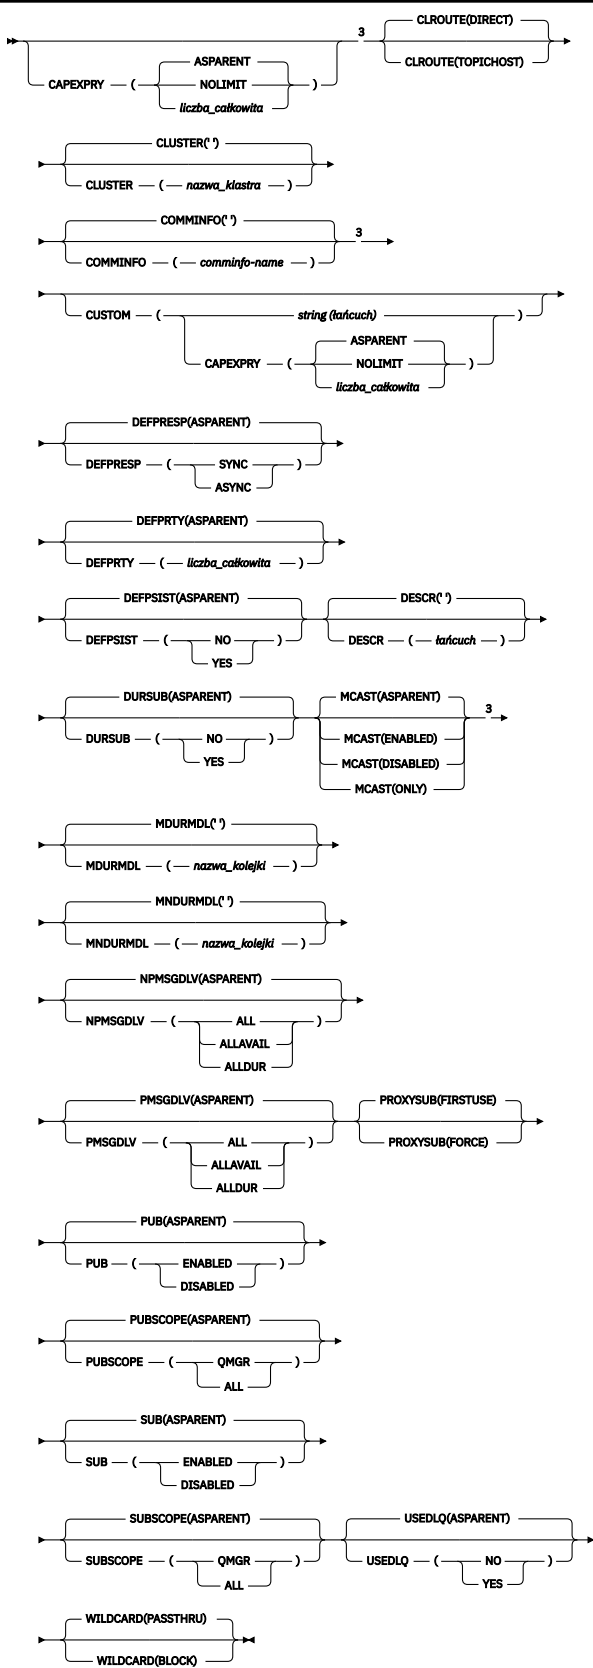 3 CLROUTE(DIRECT)
ASPARENT CLROUTE(TOPICHOST)
CAPEXPRY ( NOLIMIT )
liczba_całkowita
CLUSTER(' ')
CLUSTER ( nazwa_klastra )
COMMINFO(' ') 3
COMMINFO ( comminfo-name )
CUSTOM ( string (łańcuch) )
ASPARENT
CAPEXPRY ( NOLIMIT )
liczba_całkowita
DEFPRESP(ASPARENT)
DEFPRESP ( SYNC )
ASYNC
DEFPRTY(ASPARENT)
DEFPRTY ( liczba_całkowita )
DEFPSIST(ASPARENT) DESCR(' ')
DEFPSIST ( NO ) DESCR ( łańcuch )
YES
DURSUB(ASPARENT) MCAST(ASPARENT) 3
DURSUB ( NO ) MCAST(ENABLED)
YES MCAST(DISABLED)
MCAST(ONLY)
MDURMDL(' ')
MDURMDL ( nazwa_kolejki )
MNDURMDL(' ')
MNDURMDL ( nazwa_kolejki )
NPMSGDLV(ASPARENT)
NPMSGDLV ( ALL )
ALLAVAIL
ALLDUR
PMSGDLV(ASPARENT) PROXYSUB(FIRSTUSE)
PMSGDLV ( ALL ) PROXYSUB(FORCE)
ALLAVAIL
ALLDUR
PUB(ASPARENT)
PUB ( ENABLED )
DISABLED
PUBSCOPE(ASPARENT)
PUBSCOPE ( QMGR )
ALL
SUB(ASPARENT)
SUB ( ENABLED )
DISABLED
SUBSCOPE(ASPARENT) USEDLQ(ASPARENT)
SUBSCOPE ( QMGR ) USEDLQ ( NO )
ALL YES
WILDCARD(PASSTHRU)
WILDCARD(BLOCK)